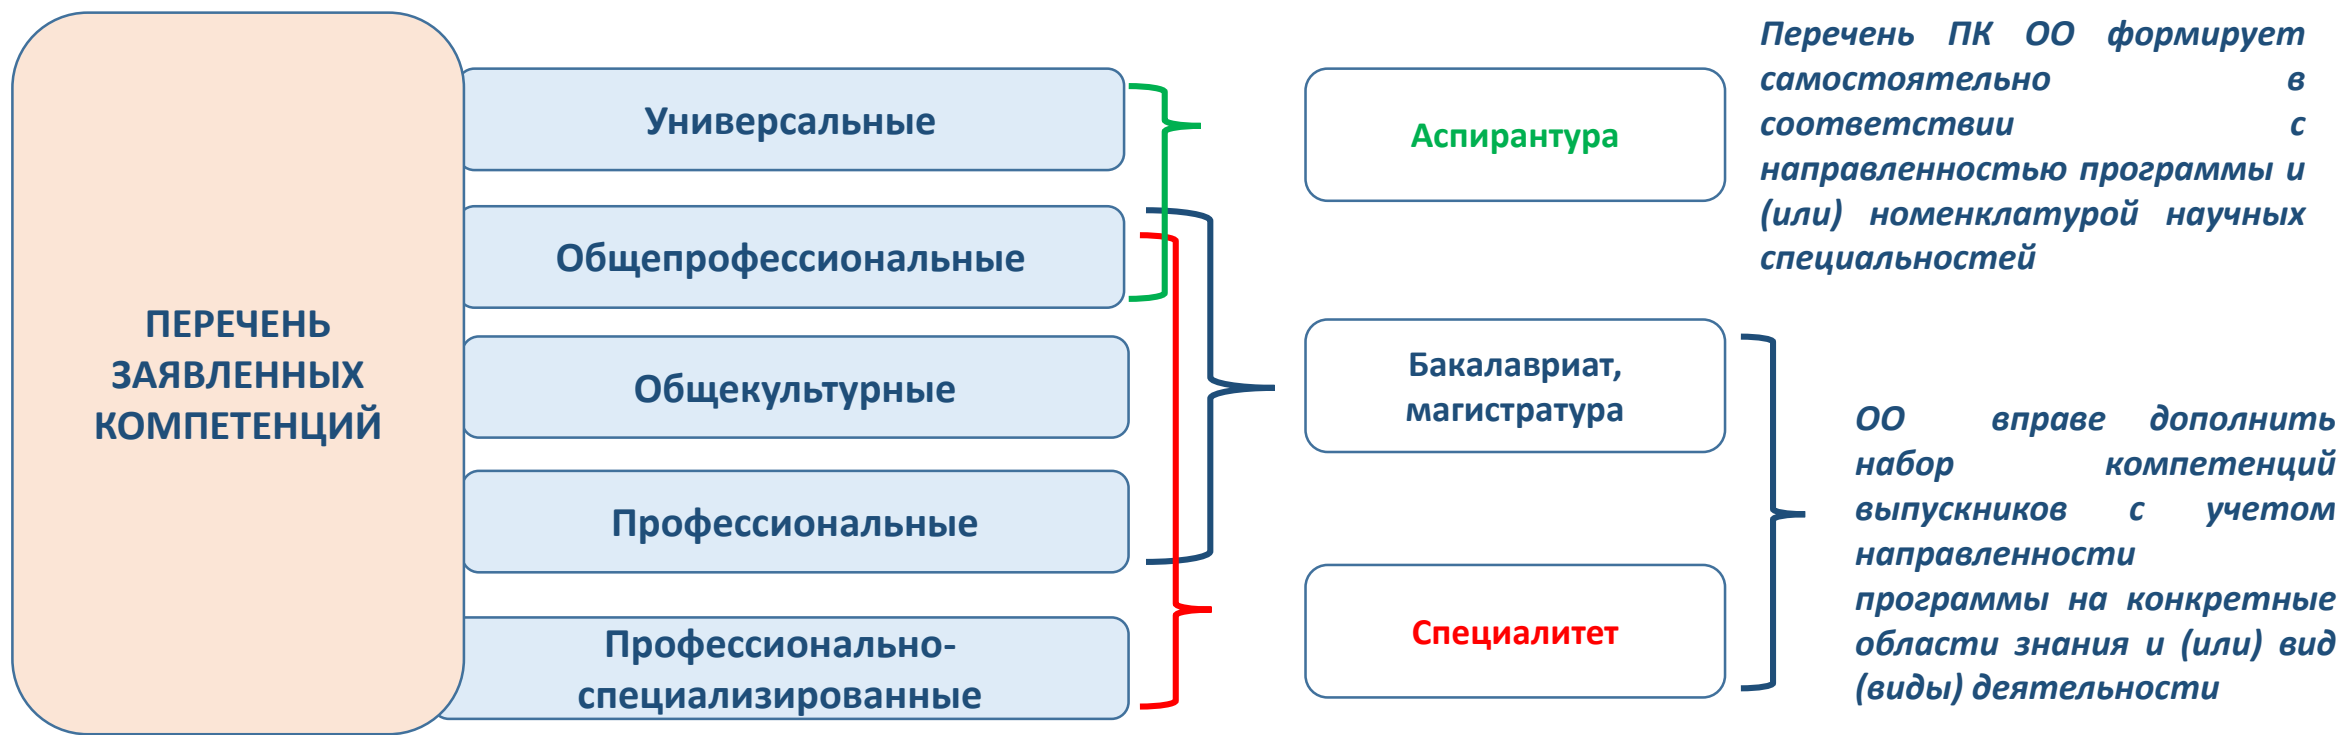 ПЕРЕЧЕНЬ
ЗАЯВЛЕННЫХ
КОМПЕТЕНЦИЙ
Универсальные
Общепрофессиональные
Общекультурные
Профессиональные
Профессионально-
специализированные
Аспирантура
Бакалавриат,
магистратура
Специалитет
Перечень ПК ОО формирует
самостоятельно в
соответствии с
направленностью программы и
(или) номенклатурой научных
специальностей
ОО вправе дополнить
набор компетенций
выпускников с учетом
направленности
программы на конкретные
области знания и (или) вид
(виды) деятельности